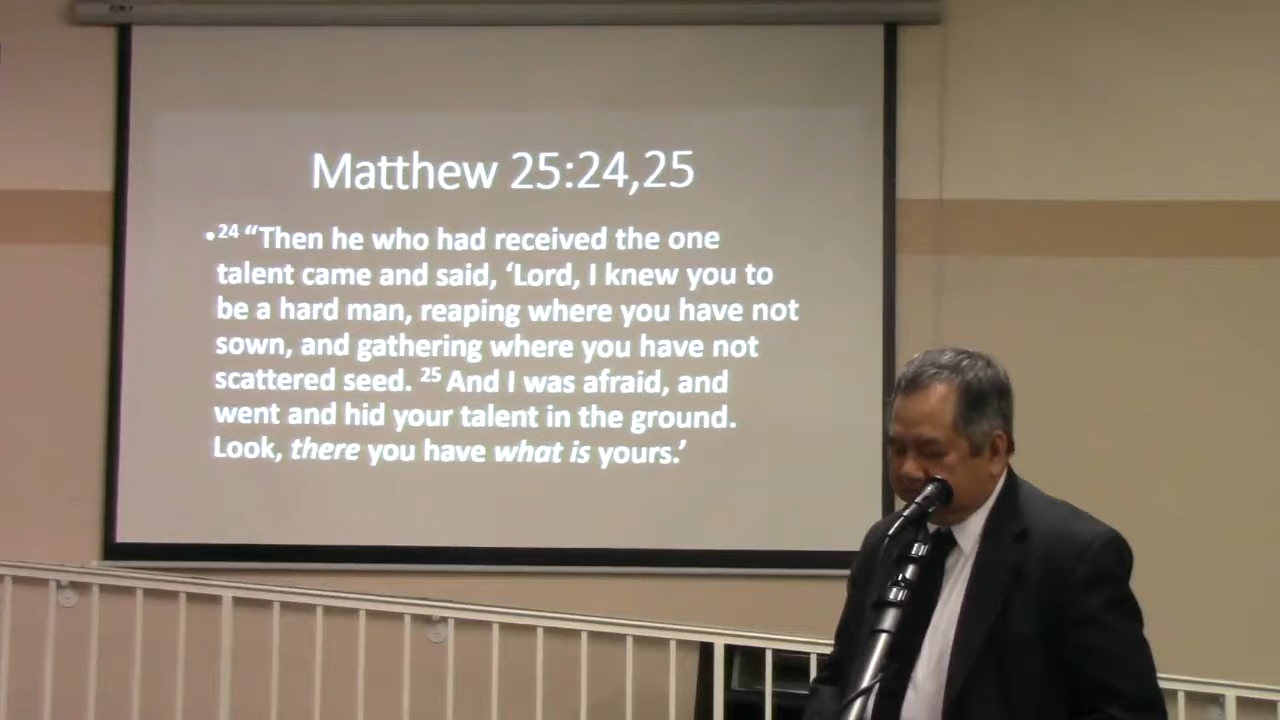 Matthew 25:24,25
•24 “Then he who had received the one
talent came and said, ‘Lord, I knew you to
be a hard man, reaping where you have not
sown, and gathering where you have not
scattered seed. 25 And I was afraid, and
went and hid your talent in the ground.
Look, there you have what is yours.’